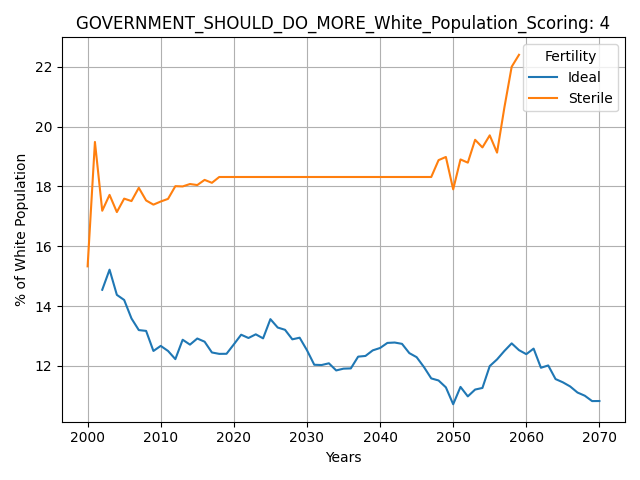 GOVERNMENT_SHOULD_DO_MORE_White_Population_Scoring: 4
Fertility
Ideal
Sterile
% of White Population
22
20
18
16
14
12
2000 2010 2020 2030 2040 2050 2060 2070
Years